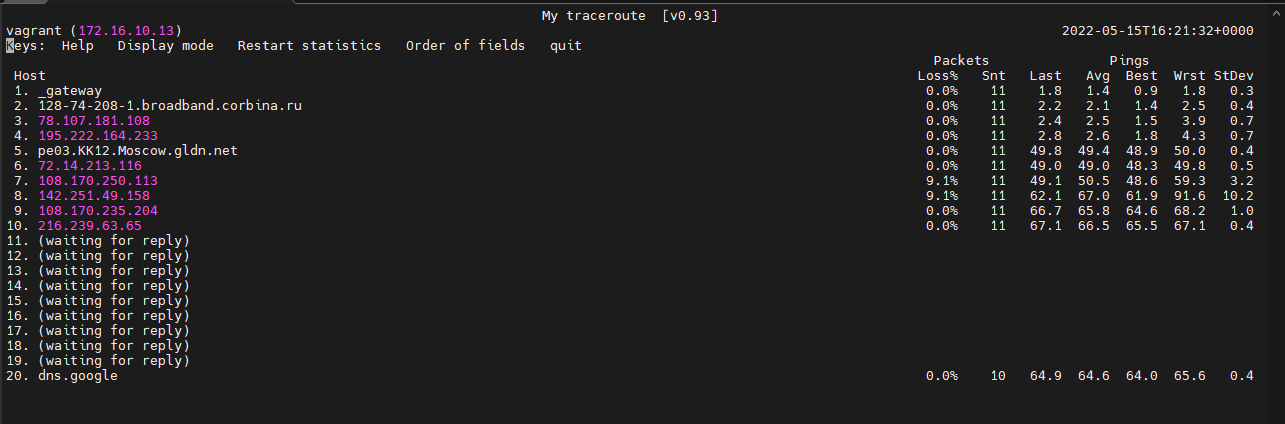 My traceroute [v0.93]
vagrant (172.16.10.13) 2022-05-15T16:21:32+0000
Keys: Help Display mode Restart statistics Order of fields quit
Packets Pings
Host Loss% Snt Last Avg Best Wrst StDev
1. _gateway 0.0% 11 1.8 1.4 0.9 1.8 0.3
2. 128-74-208-1.broadband.corbina.ru 0.0% 11 2.2 2.1 1.4 2.5 0.4
3. 78.107.181.108 0.0% 11 2.4 2.5 1.5 3.9 0.7
4. 195.222.164.233 0.0% 11 2.8 2.6 1.8 4.3 0.7
5. pe03.KK12.Moscow.gldn.net 0.0% 11 49.8 49.4 48.9 50.0 0.4
6. 72.14.213.116 0.0% 11 49.0 49.0 48.3 49.8 0.5
7. 108.170.250.113 9.1% 11 49.1 50.5 48.6 59.3 3.2
8. 142.251.49.158 9.1% 11 62.1 67.0 61.9 91.6 10.2
9. 108.170.235.204 0.0% 11 66.7 65.8 64.6 68.2 1.0
10. 216.239.63.65 0.0% 11 67.1 66.5 65.5 67.1 0.4
11. (waiting for reply)
12. (waiting for reply)
13. (waiting for reply)
14. (waiting for reply)
15. (waiting for reply)
16. (waiting for reply)
17. (waiting for reply)
18. (waiting for reply)
19. (waiting for reply)
20. dns.google 0.0% 10 64.9 64.6 64.0 65.6 0.4